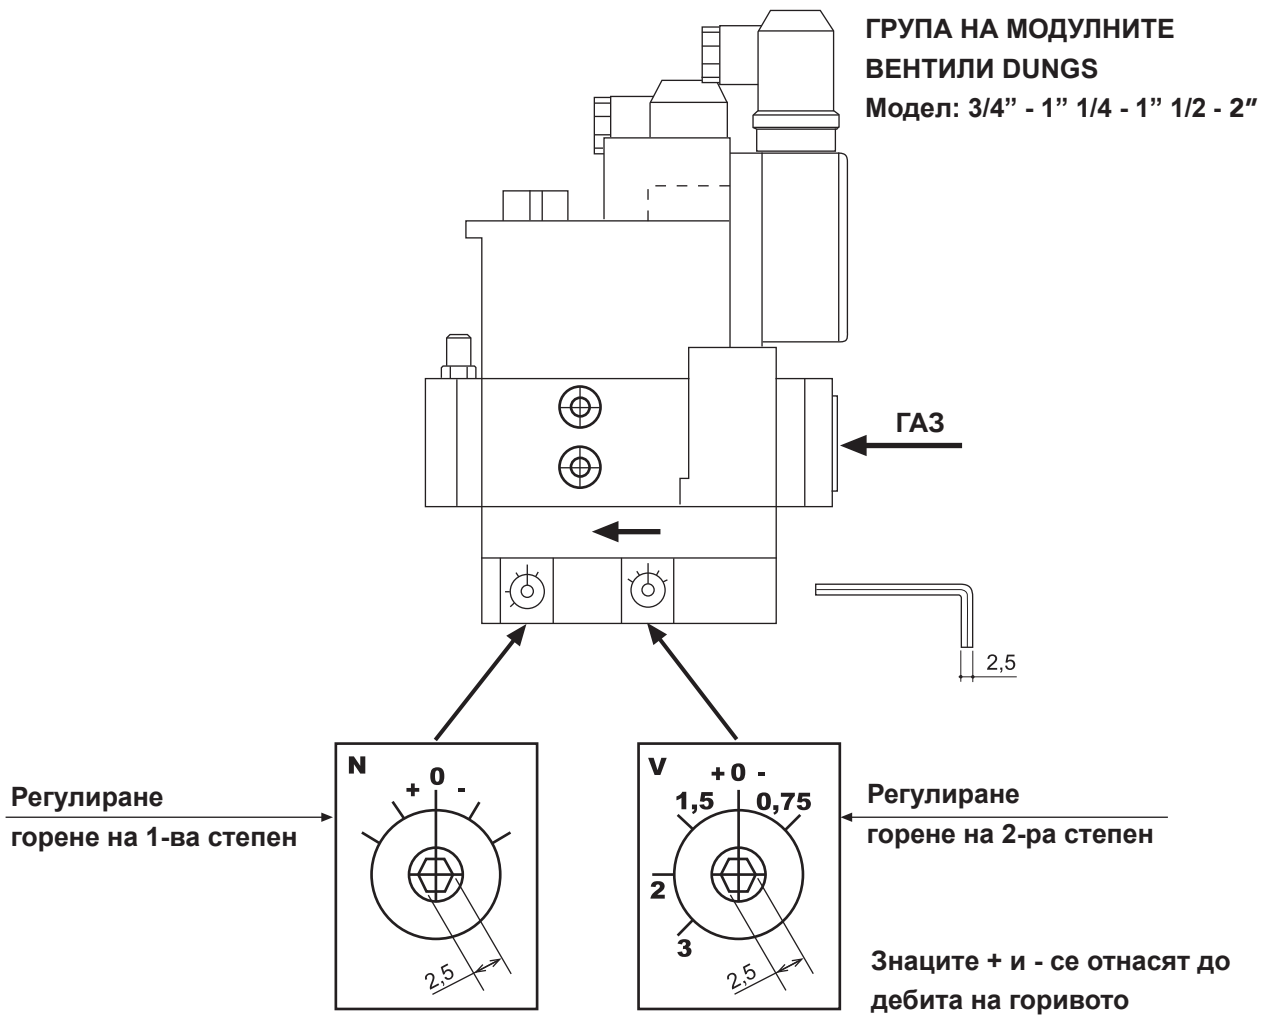 ГРУПА НА МОДУЛНИТЕ
ВЕНТИЛИ DUNGS
Модел: 3/4” - 1” 1/4 - 1” 1/2 - 2"
ГАЗ
2,5
N
+ 0 -
2,5
V
+ 0 -
1,5 0,75
2
3
2,5
Регулиране
горене на 1-ва степен
Регулиране
горене на 2-ра степен
Знаците + и - се отнасят до
дебита на горивото